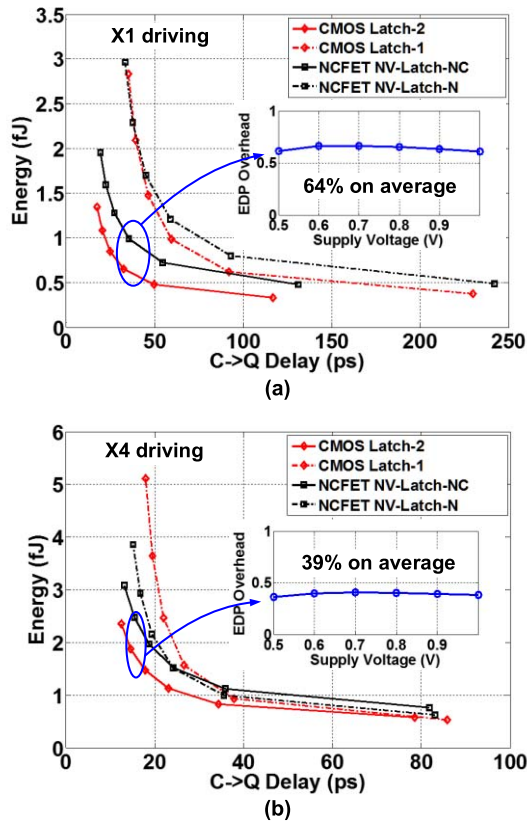 X1 driving
CMOS Latch-2
CMOS Latch-1
NCFET NV-Latch-NC
NCFET NV-Latch-N
3.5
3
2.5
2
1.5
1
0.5
0
Energy (fJ)
1
0.5
0
EDP Overhead
64% on average
0.5 0.6 0.7 0.8 0.9
Supply Voltage (V)
0 50 100 150 200 250
C->Q Delay (ps)
(a)
X4 driving
CMOS Latch-2
CMOS Latch-1
NCFET NV-Latch-NC
NCFET NV-Latch-N
6
5
4
3
2
1
0
Energy (fJ)
1
0.5
0
EDP Overhead
39% on average
0.5 0.6 0.7 0.8 0.9
Supply Voltage (V)
0 20 40 60 80 100
C->Q Delay (ps)
(b)